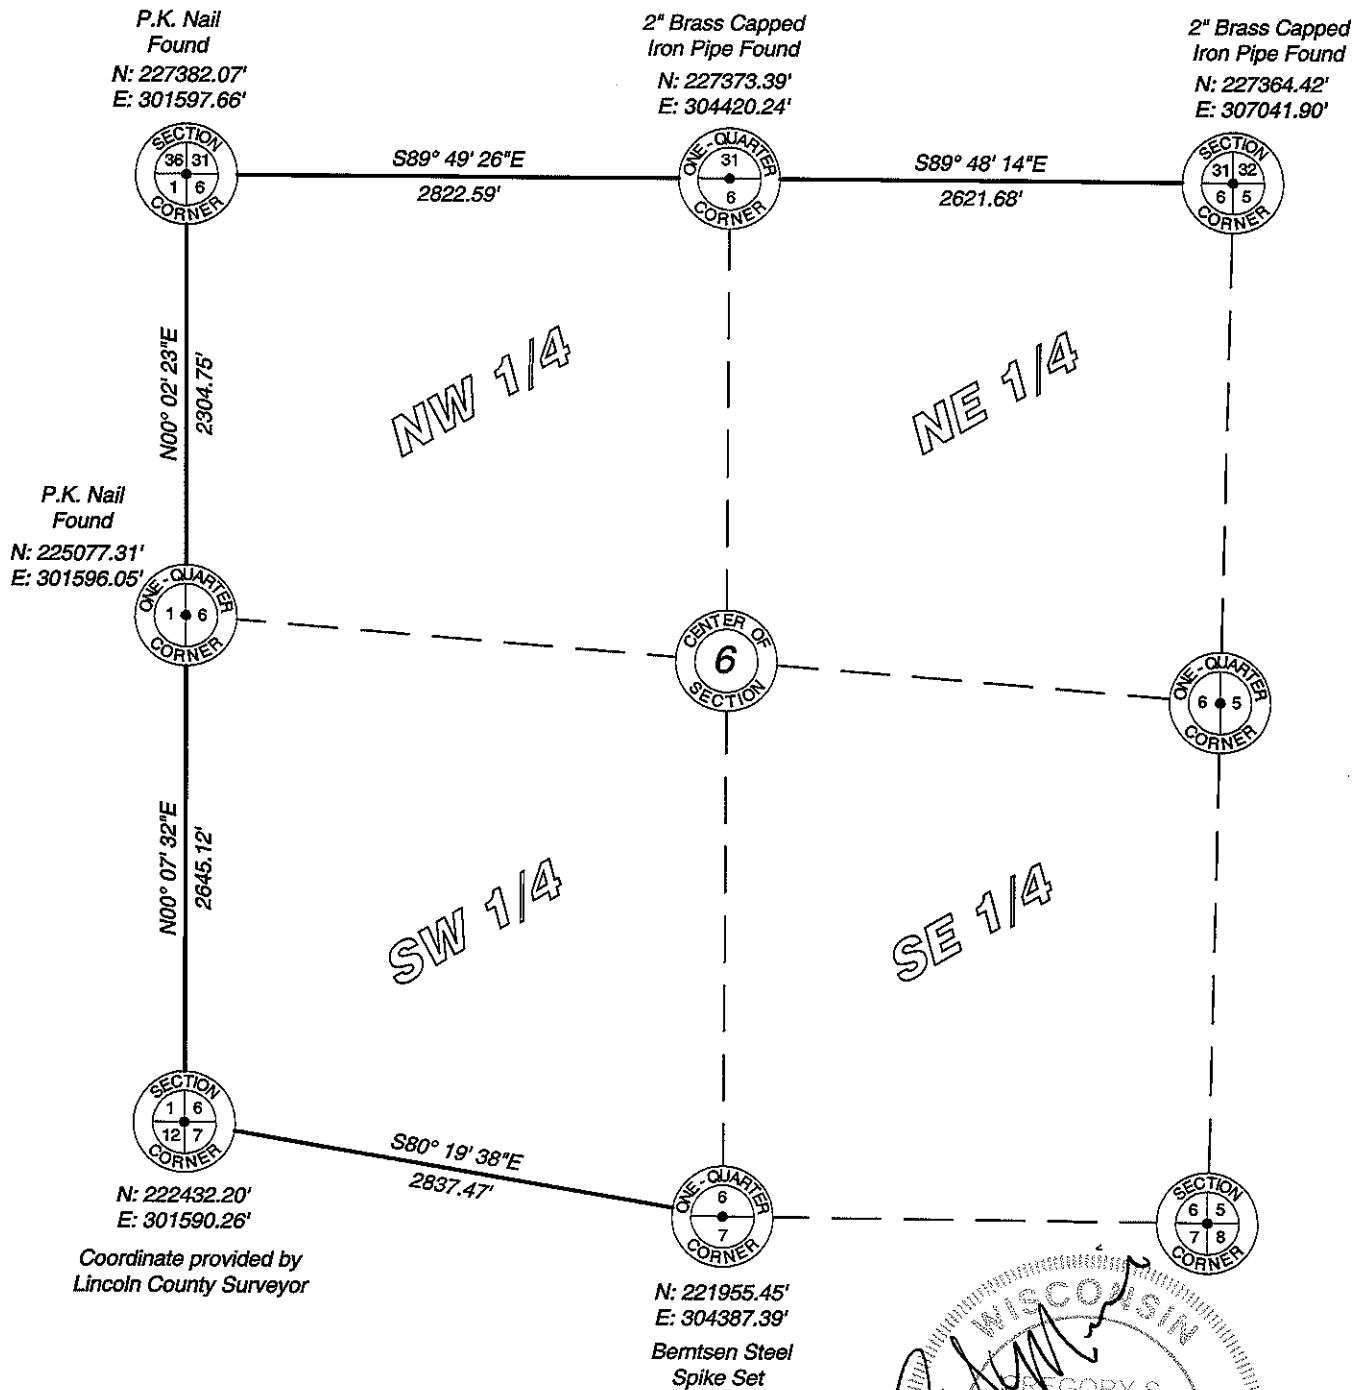 P.K. Nail
Found
N: 227382.07'
E: 301597.66'
2" Brass Capped
Iron Pipe Found
N: 227373.39'
E: 304420.24'
2" Brass Capped
Iron Pipe Found
N: 227364.42'
E: 307041.90'
SECTION
36 31
1 6
CORNER
S89° 49' 26"E
2822.59'
ONE-QUARTER
31
6
CORNER
S89° 48' 14"E
2621.68'
SECTION
31 32
6 5
CORNER
N00° 02' 23"E
2304.75'
NW 1/4
NE 1/4
P.K. Nail
Found
N: 225077.31'
E: 301596.05'
ONE-QUARTER
1 6
CORNER
CENTER OF
6
SECTION
ONE-QUARTER
6 5
CORNER
N00° 07' 32"E
2645.12'
SW 1/4
SE 1/4
SECTION
1 6
12 7
CORNER
S80° 19' 38"E
2837.47'
N: 222432.20'
E: 301590.26'
Coordinate provided by
Lincoln County Surveyor
ONE-QUARTER
6
7
CORNER
N: 221955.45'
E: 304387.39'
Berntsen Steel
Spike Set
SECTION
6 5
7 8
CORNER
WISCONSIN
GREGORY S.